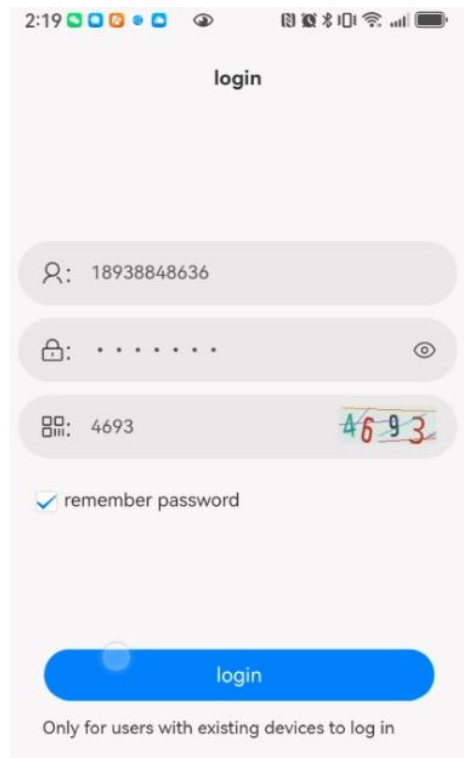 2:19
login
18938848636
4693
4693
remember password
login
Only for users with existing devices to log in